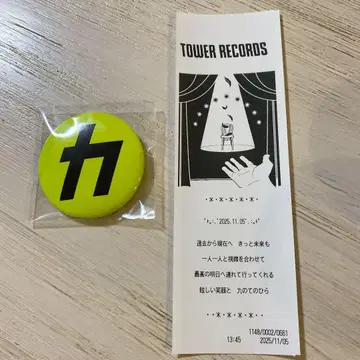 カ
TOWER RECORDS
2025.11.05
過去から現在へ きっと未来も
一人一人と視線を合わせて
最高の明日へ連れて行ってくれる
眩しい笑顔と 九のてのひら
1148/0002/0681
13:45 2025/11/05